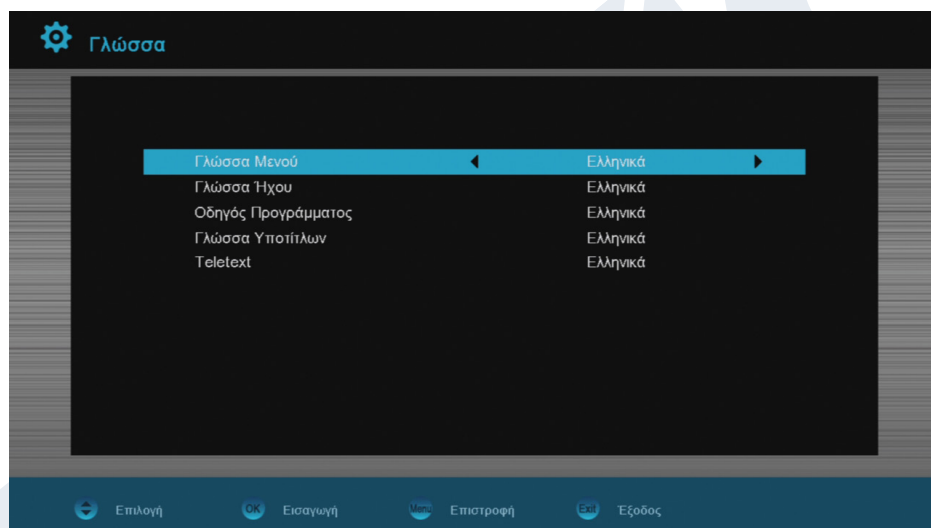 Γλώσσα
Γλώσσα Μενού Ελληνικά
Γλώσσα Ήχου Ελληνικά
Οδηγός Προγράμματος Ελληνικά
Γλώσσα Υποτίτλων Ελληνικά
Teletext Ελληνικά
Επιλογή OK Εισαγωγή Menu Επιστροφή Exit Έξοδος